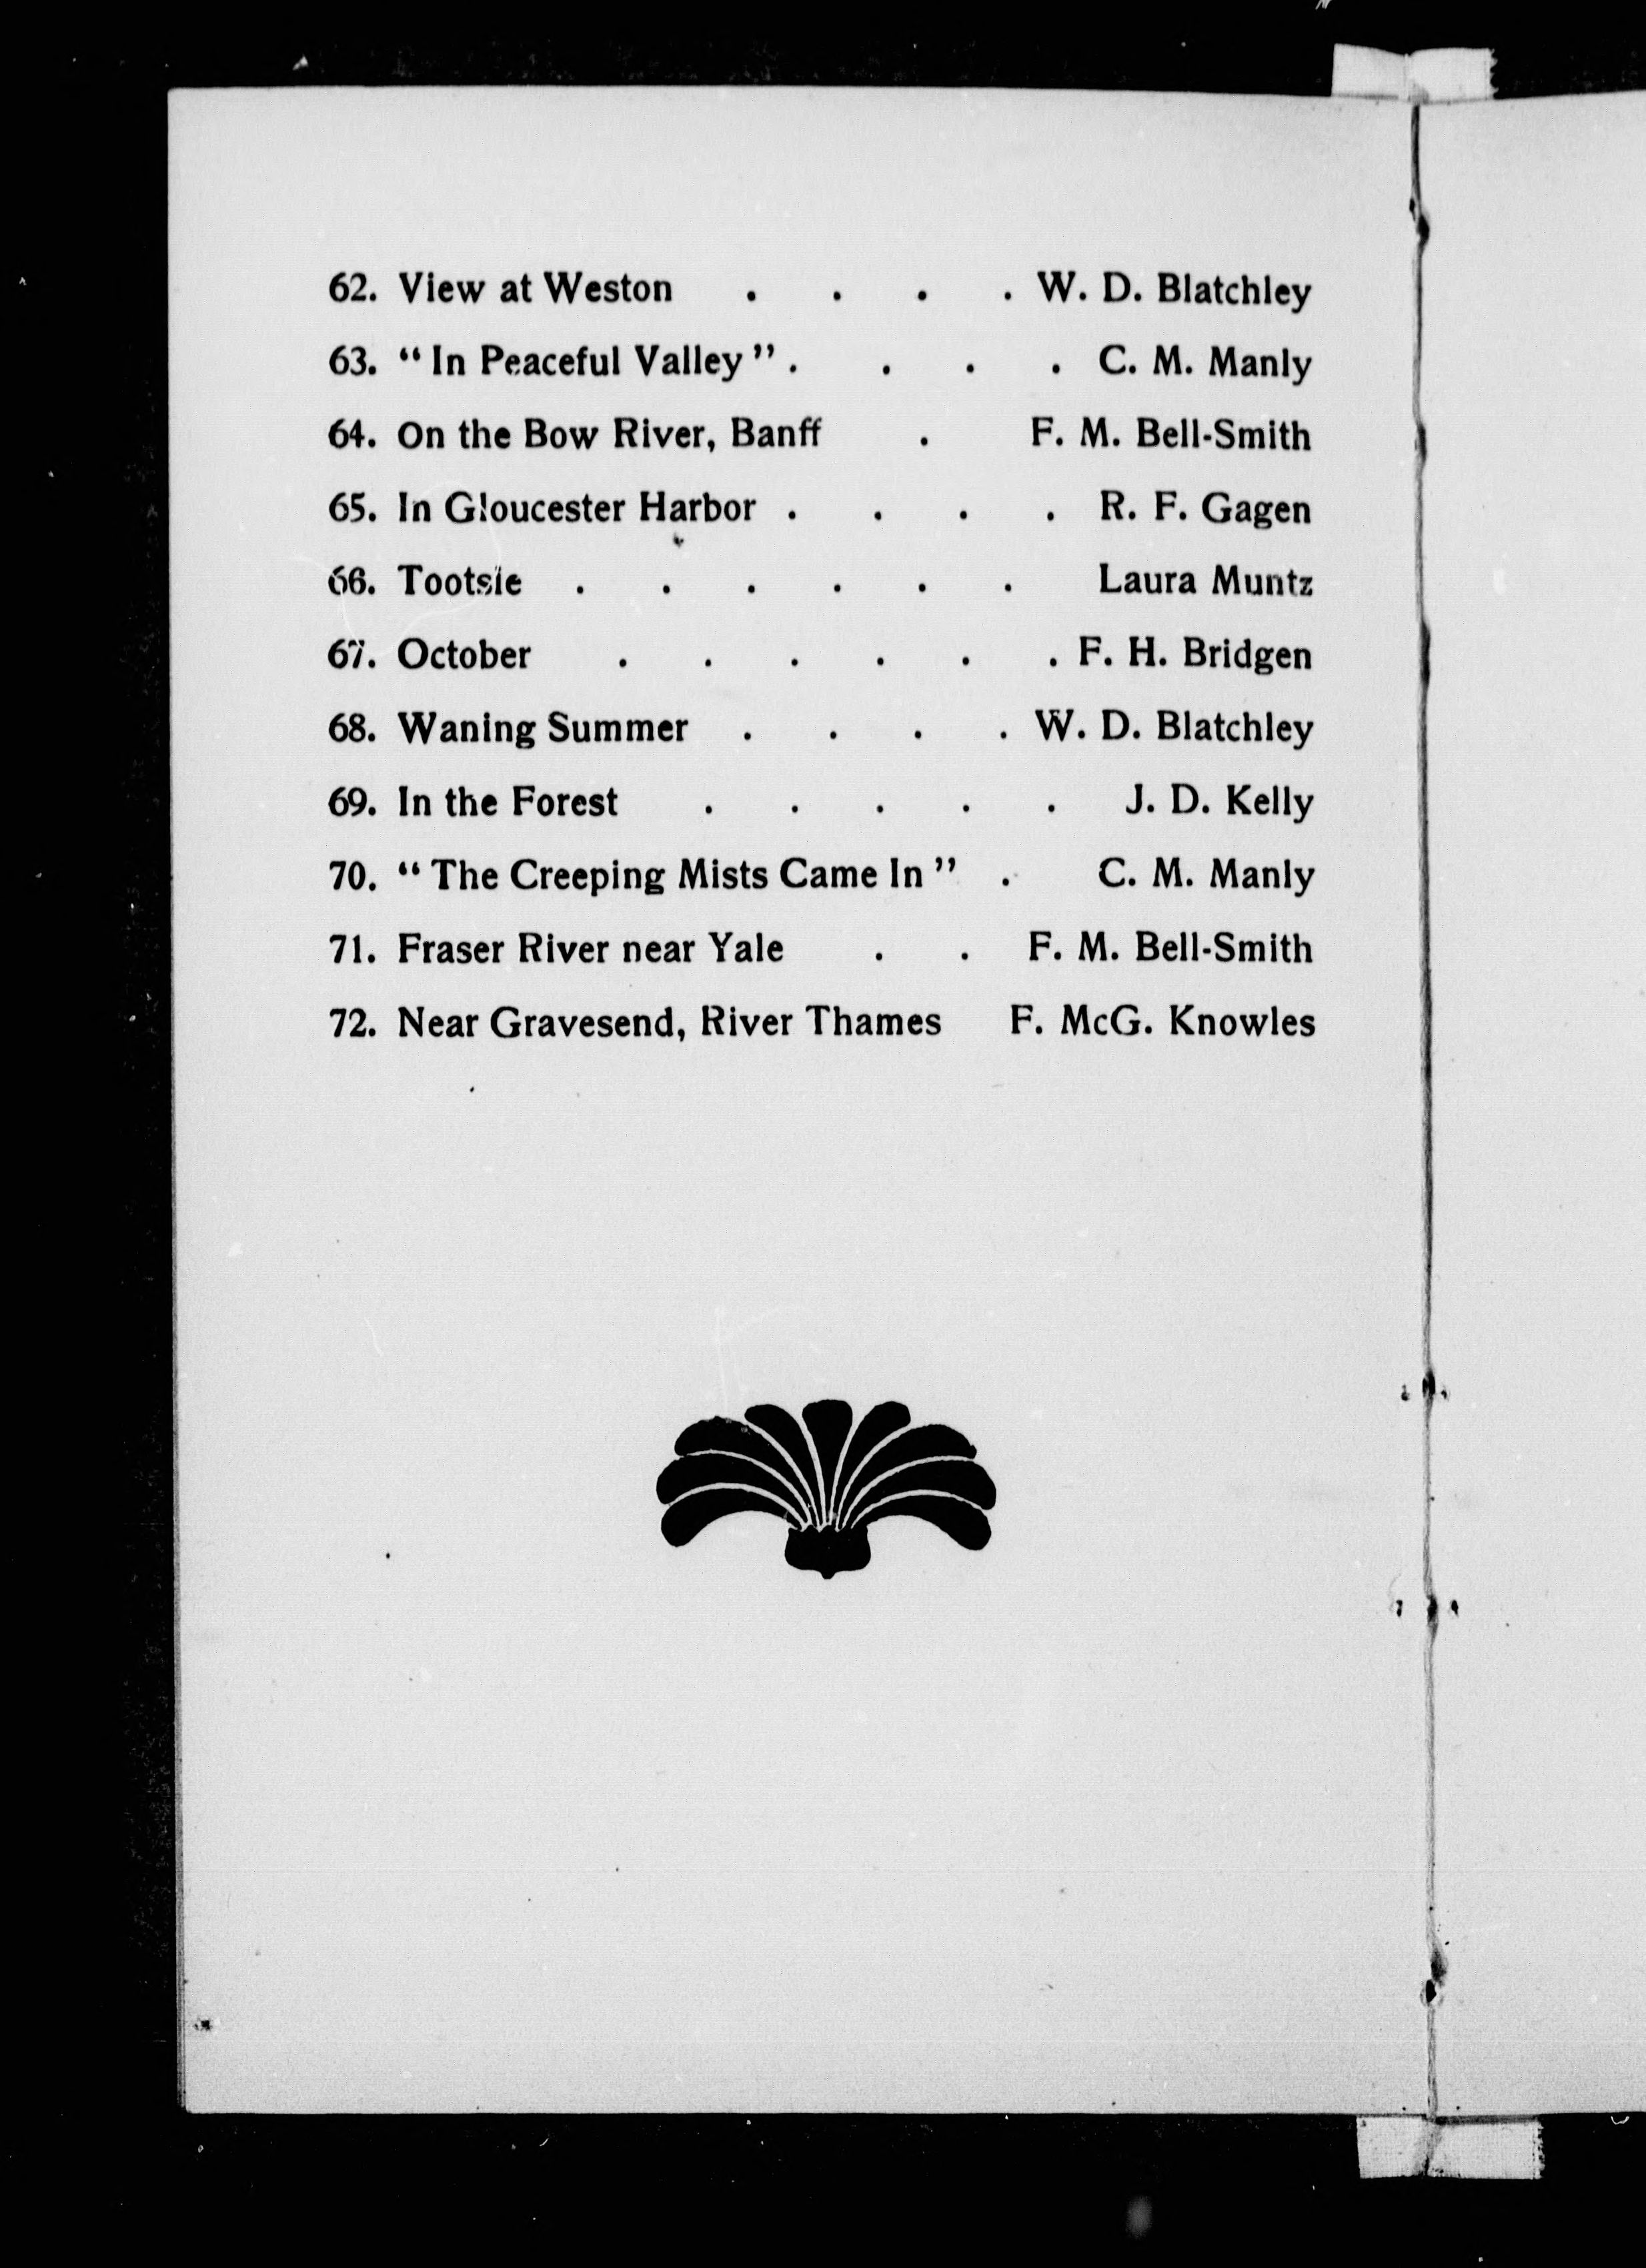 62. View at Weston . . . . W. D. Blatchley
63. “ In Peaceful Valley ” . . . . C. M. Manly
64. On the Bow River, Banff . F. M. Bell-Smith
65. In Gloucester Harbor . . . . R. F. Gagen
66. Tootsie . . . . . . Laura Muntz
67. October . . . . . . F. H. Bridgen
68. Waning Summer . . . . W. D. Blatchley
69. In the Forest . . . . . J. D. Kelly
70. “ The Creeping Mists Came In ” . C. M. Manly
71. Fraser River near Yale . . F. M. Bell-Smith
72. Near Gravesend, River Thames F. McG. Knowles